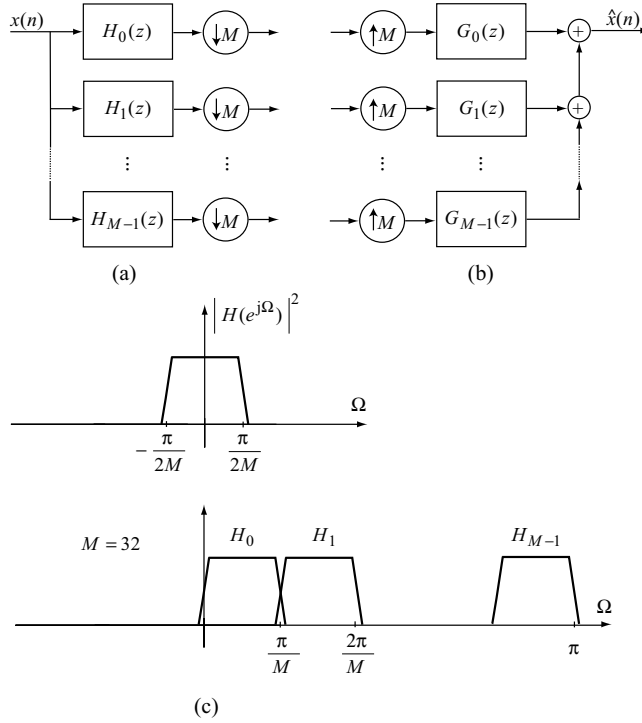 x(n)
H_0(z)
↓M
↑M
G_0(z)
+
x̂(n)
H_1(z)
↓M
↑M
G_1(z)
+
...
...
...
...
H_{M−1}(z)
↓M
↑M
G_{M−1}(z)
(a)
(b)
|H(e^{jΩ})|^2
Ω
−π/2M
π/2M
M = 32
H_0
H_1
H_{M−1}
Ω
π/M
2π/M
π
(c)